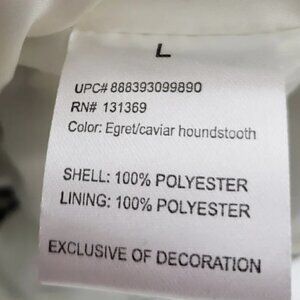 L
UPC# 888393099890
RN# 131369
Color: Egret/caviar houndstooth
SHELL: 100% POLYESTER
LINING: 100% POLYESTER
EXCLUSIVE OF DECORATION